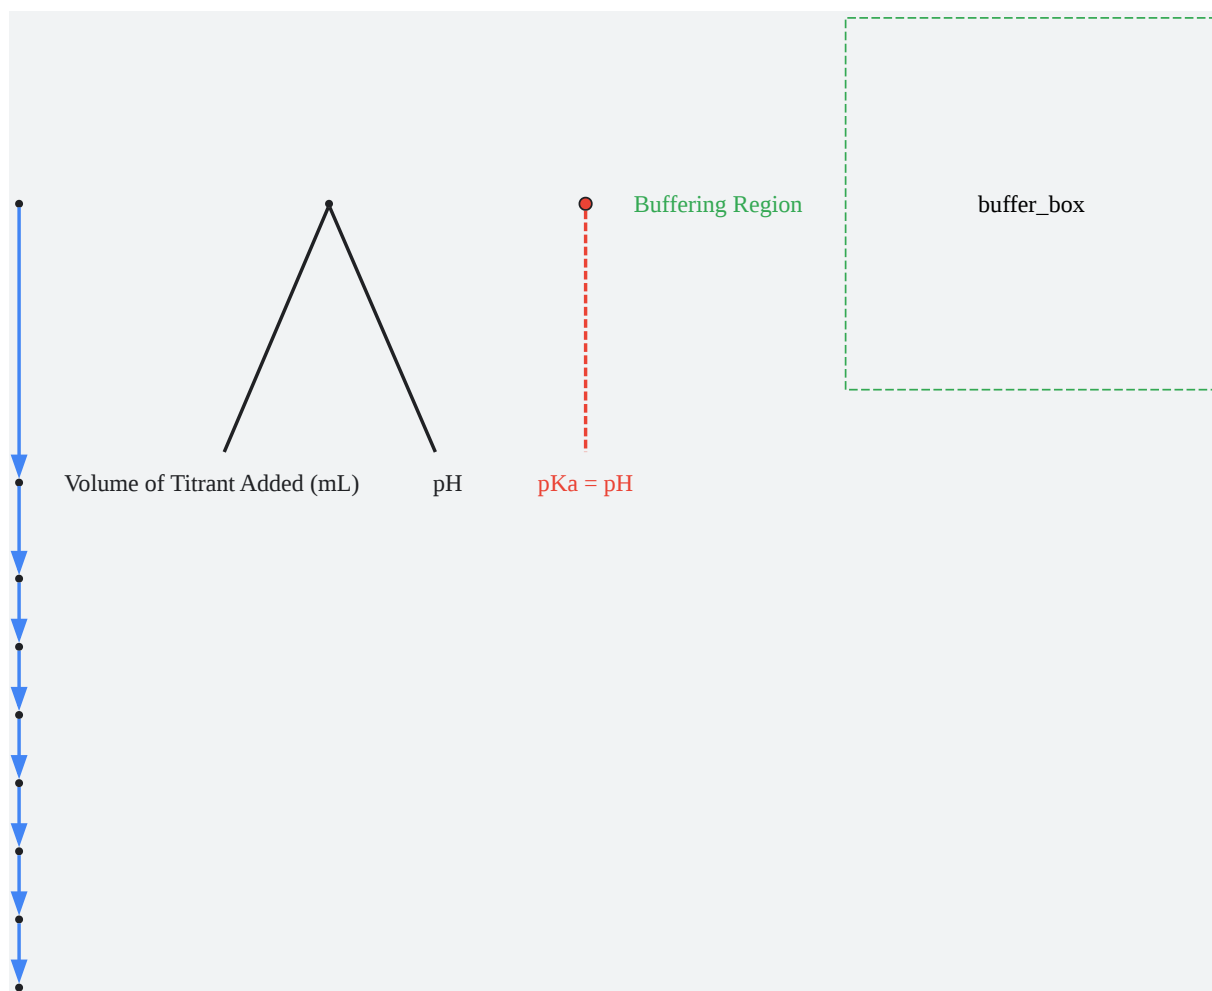 Buffering Region
buffer_box
Volume of Titrant Added (mL)
pH
pKa = pH